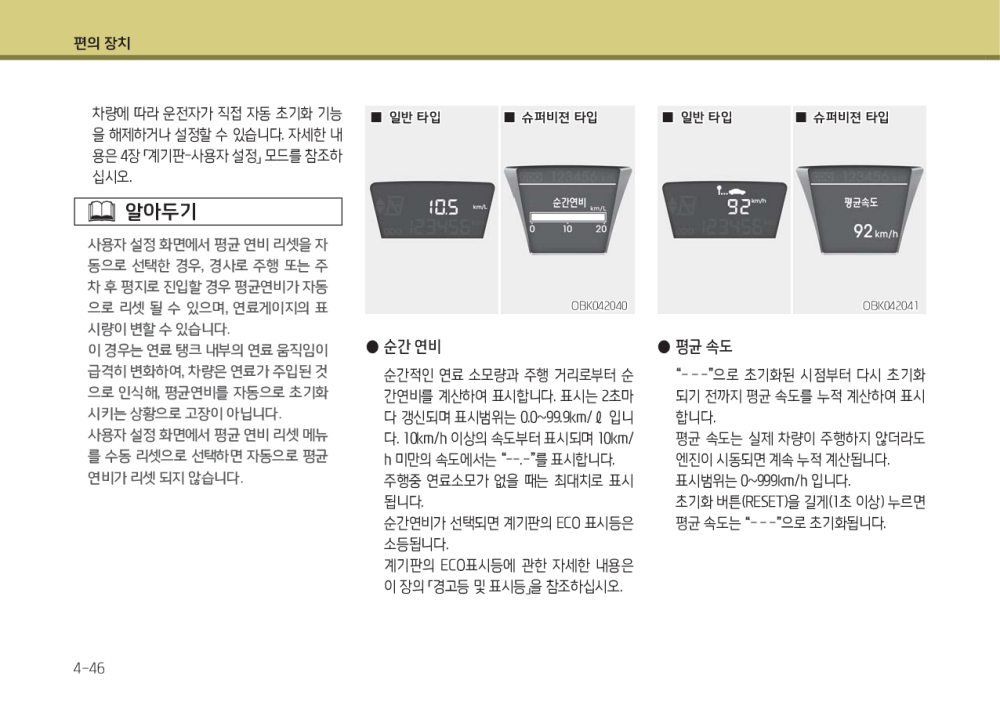 편의 장치
차량에 따라 운전자가 직접 자동 초기화 기능
을 해제하거나 설정할 수 있습니다. 자세한 내
용은 4장 「계기판-사용자 설정」 모드를 참조하
십시오.
알아두기
사용자 설정 화면에서 평균 연비 리셋을 자
동으로 선택한 경우, 경사로 주행 또는 주
차 후 평지로 진입할 경우 평균연비가 자동
으로 리셋 될 수 있으며, 연료게이지의 표
시량이 변할 수 있습니다.
이 경우는 연료 탱크 내부의 연료 움직임이
급격히 변화하여, 차량은 연료가 주입된 것
으로 인식해, 평균연비를 자동으로 초기화
시키는 상황으로 고장이 아닙니다.
사용자 설정 화면에서 평균 연비 리셋 메뉴
를 수동 리셋으로 선택하면 자동으로 평균
연비가 리셋 되지 않습니다.
■ 일반 타입
■ 슈퍼비젼 타입
10.5 km/L
123456
123456
순간연비
km/L
0 10 20
OBK042040
● 순간 연비
순간적인 연료 소모량과 주행 거리로부터 순
간연비를 계산하여 표시합니다. 표시는 2초마
다 갱신되며 표시범위는 0.0~99.9km/ℓ 입니
다. 10km/h 이상의 속도부터 표시되며 10km/
h 미만의 속도에서는 “--.-”를 표시합니다.
주행중 연료소모가 없을 때는 최대치로 표시
됩니다.
순간연비가 선택되면 계기판의 ECO 표시등은
소등됩니다.
계기판의 ECO표시등에 관한 자세한 내용은
이 장의 「경고등 및 표시등」을 참조하십시오.
■ 일반 타입
■ 슈퍼비젼 타입
92 km/h
123456
123456
평균속도
92 km/h
OBK042041
● 평균 속도
“- - -”으로 초기화된 시점부터 다시 초기화
되기 전까지 평균 속도를 누적 계산하여 표시
합니다.
평균 속도는 실제 차량이 주행하지 않더라도
엔진이 시동되면 계속 누적 계산됩니다.
표시범위는 0~999km/h 입니다.
초기화 버튼(RESET)을 길게(1초 이상) 누르면
평균 속도는 “- - -”으로 초기화됩니다.
4-46